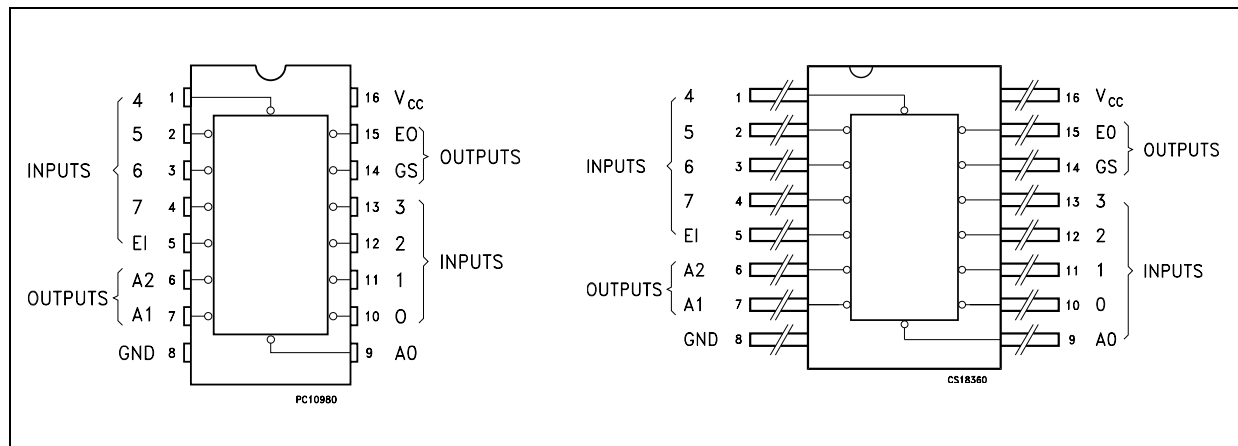 4 1 16 VCC
5 2 15 EO
6 3 14 GS
7 4 13 3
EI 5 12 2
A2 6 11 1
A1 7 10 0
GND 8 9 A0
INPUTS
OUTPUTS
OUTPUTS
INPUTS
PC10980
4 1 16 VCC
5 2 15 EO
6 3 14 GS
7 4 13 3
EI 5 12 2
A2 6 11 1
A1 7 10 0
GND 8 9 A0
INPUTS
OUTPUTS
OUTPUTS
INPUTS
CS18360